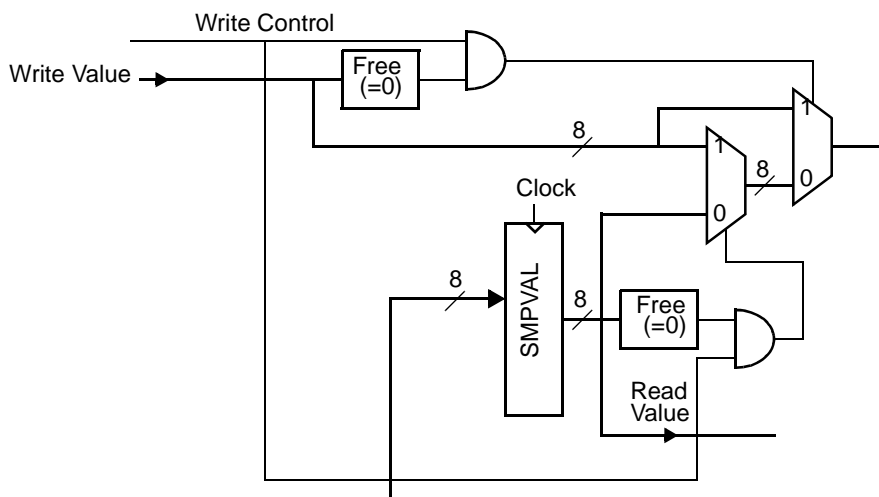 Write Control
Write Value
Free
(=0)
1
8
1
8
0
0
Clock
8
SMPVAL
8
Free
(=0)
Read
Value